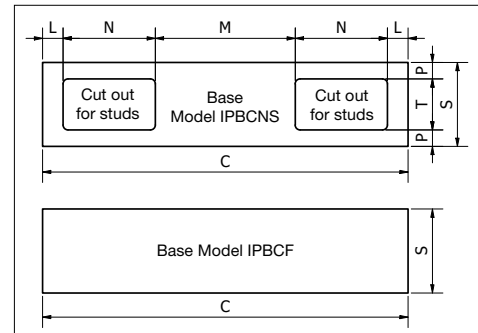 L N M N L
Cut out
for studs
Base
Model IPBCNS
Cut out
for studs
P
T
P
S
C
Base Model IPBCF
S
C